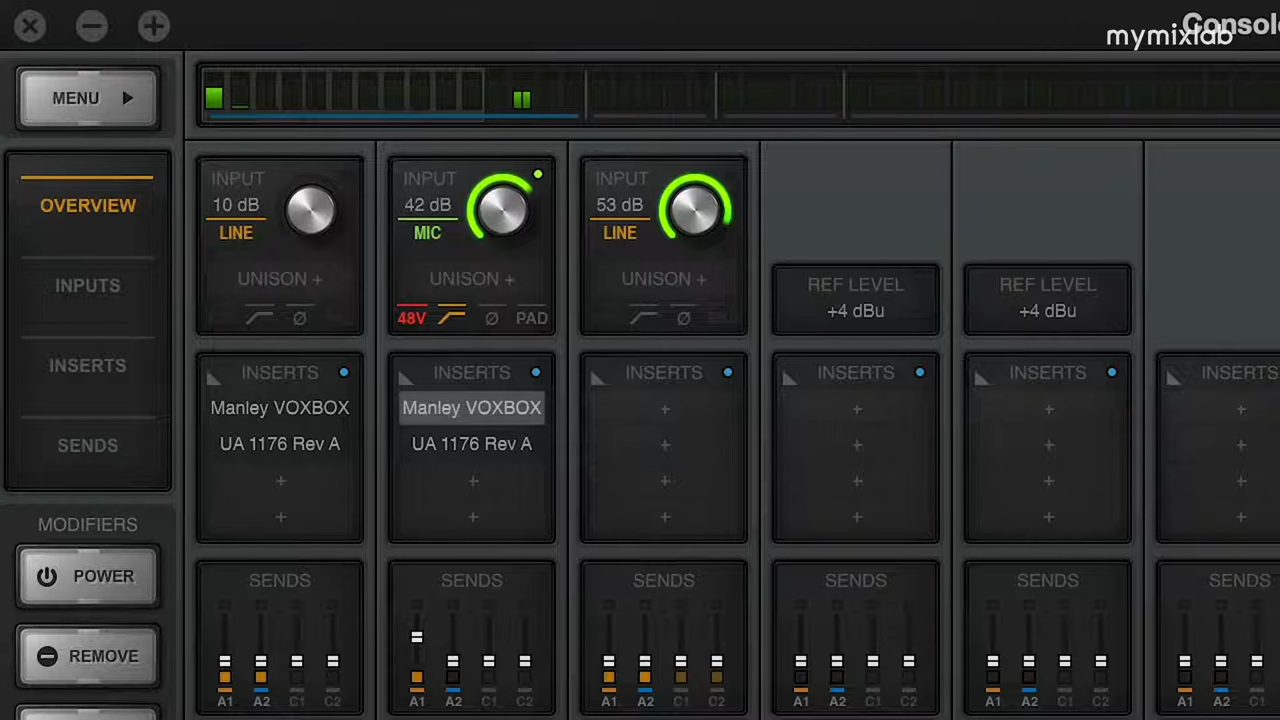 Console
mymixlab
MENU
OVERVIEW
INPUTS
INSERTS
SENDS
MODIFIERS
POWER
REMOVE
INPUT
10 dB
LINE
UNISON +
Ø
INPUT
42 dB
MIC
UNISON +
48V Ø PAD
INPUT
53 dB
LINE
UNISON +
Ø
REF LEVEL
+4 dBu
REF LEVEL
+4 dBu
INSERTS
Manley VOXBOX
UA 1176 Rev A
+
+
INSERTS
Manley VOXBOX
UA 1176 Rev A
+
+
INSERTS
+
+
+
+
INSERTS
+
+
+
+
INSERTS
+
+
+
+
INSERTS
+
+
+
+
SENDS
A1 A2 C1 C2
SENDS
A1 A2 C1 C2
SENDS
A1 A2 C1 C2
SENDS
A1 A2 C1 C2
SENDS
A1 A2 C1 C2
SENDS
A1 A2 C1